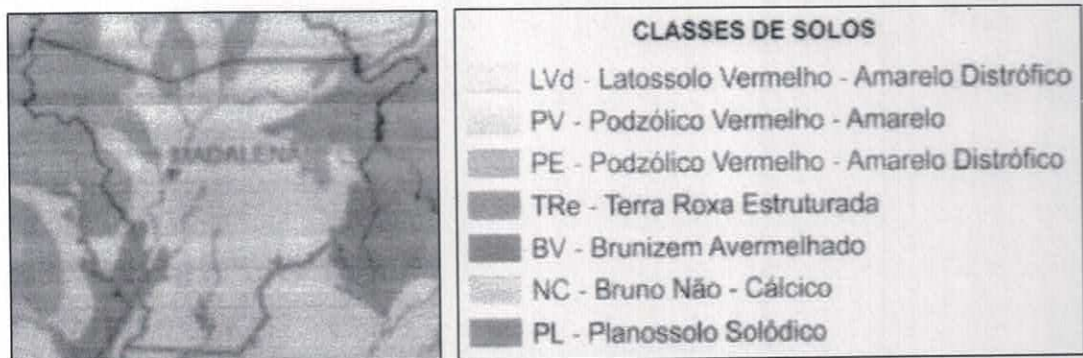 MADALENA
CLASSES DE SOLOS
LVd - Latossolo Vermelho - Amarelo Distrófico
PV - Podzólico Vermelho - Amarelo
PE - Podzólico Vermelho - Amarelo Distrófico
TRe - Terra Roxa Estruturada
BV - Brunizem Avermelhado
NC - Bruno Não - Cálcico
PL - Planossolo Solódico